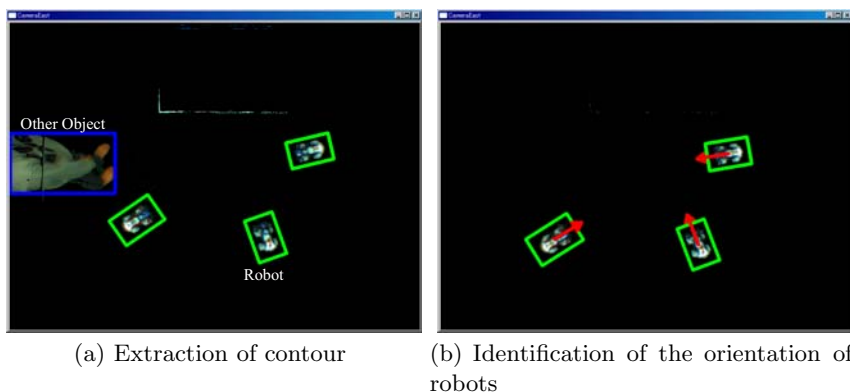 CameraEast
CameraEast
Other Object
Robot
(a) Extraction of contour
(b) Identification of the orientation of
robots